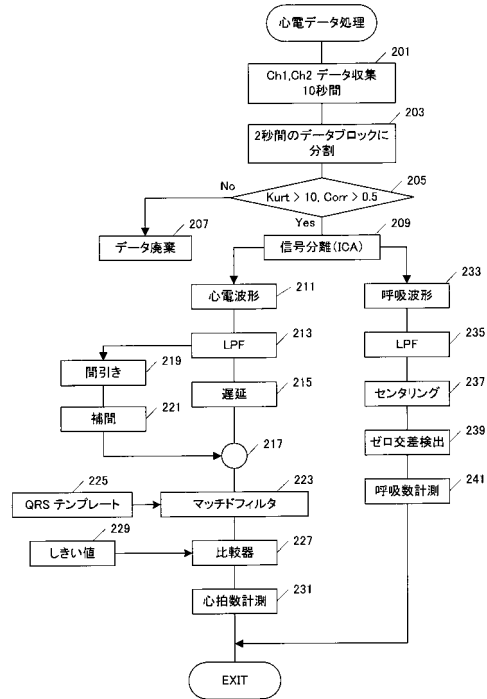 心電データ処理
201
Ch1,Ch2 データ収集
10秒間
203
2秒間のデータブロックに
分割
205
Kurt > 10, Corr > 0.5
No
Yes
207
データ廃棄
209
信号分離(ICA)
211
心電波形
233
呼吸波形
213
LPF
235
LPF
219
間引き
215
遅延
237
センタリング
221
補間
239
ゼロ交差検出
217
241
呼吸数計測
225
QRS テンプレート
223
マッチドフィルタ
229
しきい値
227
比較器
231
心拍数計測
EXIT